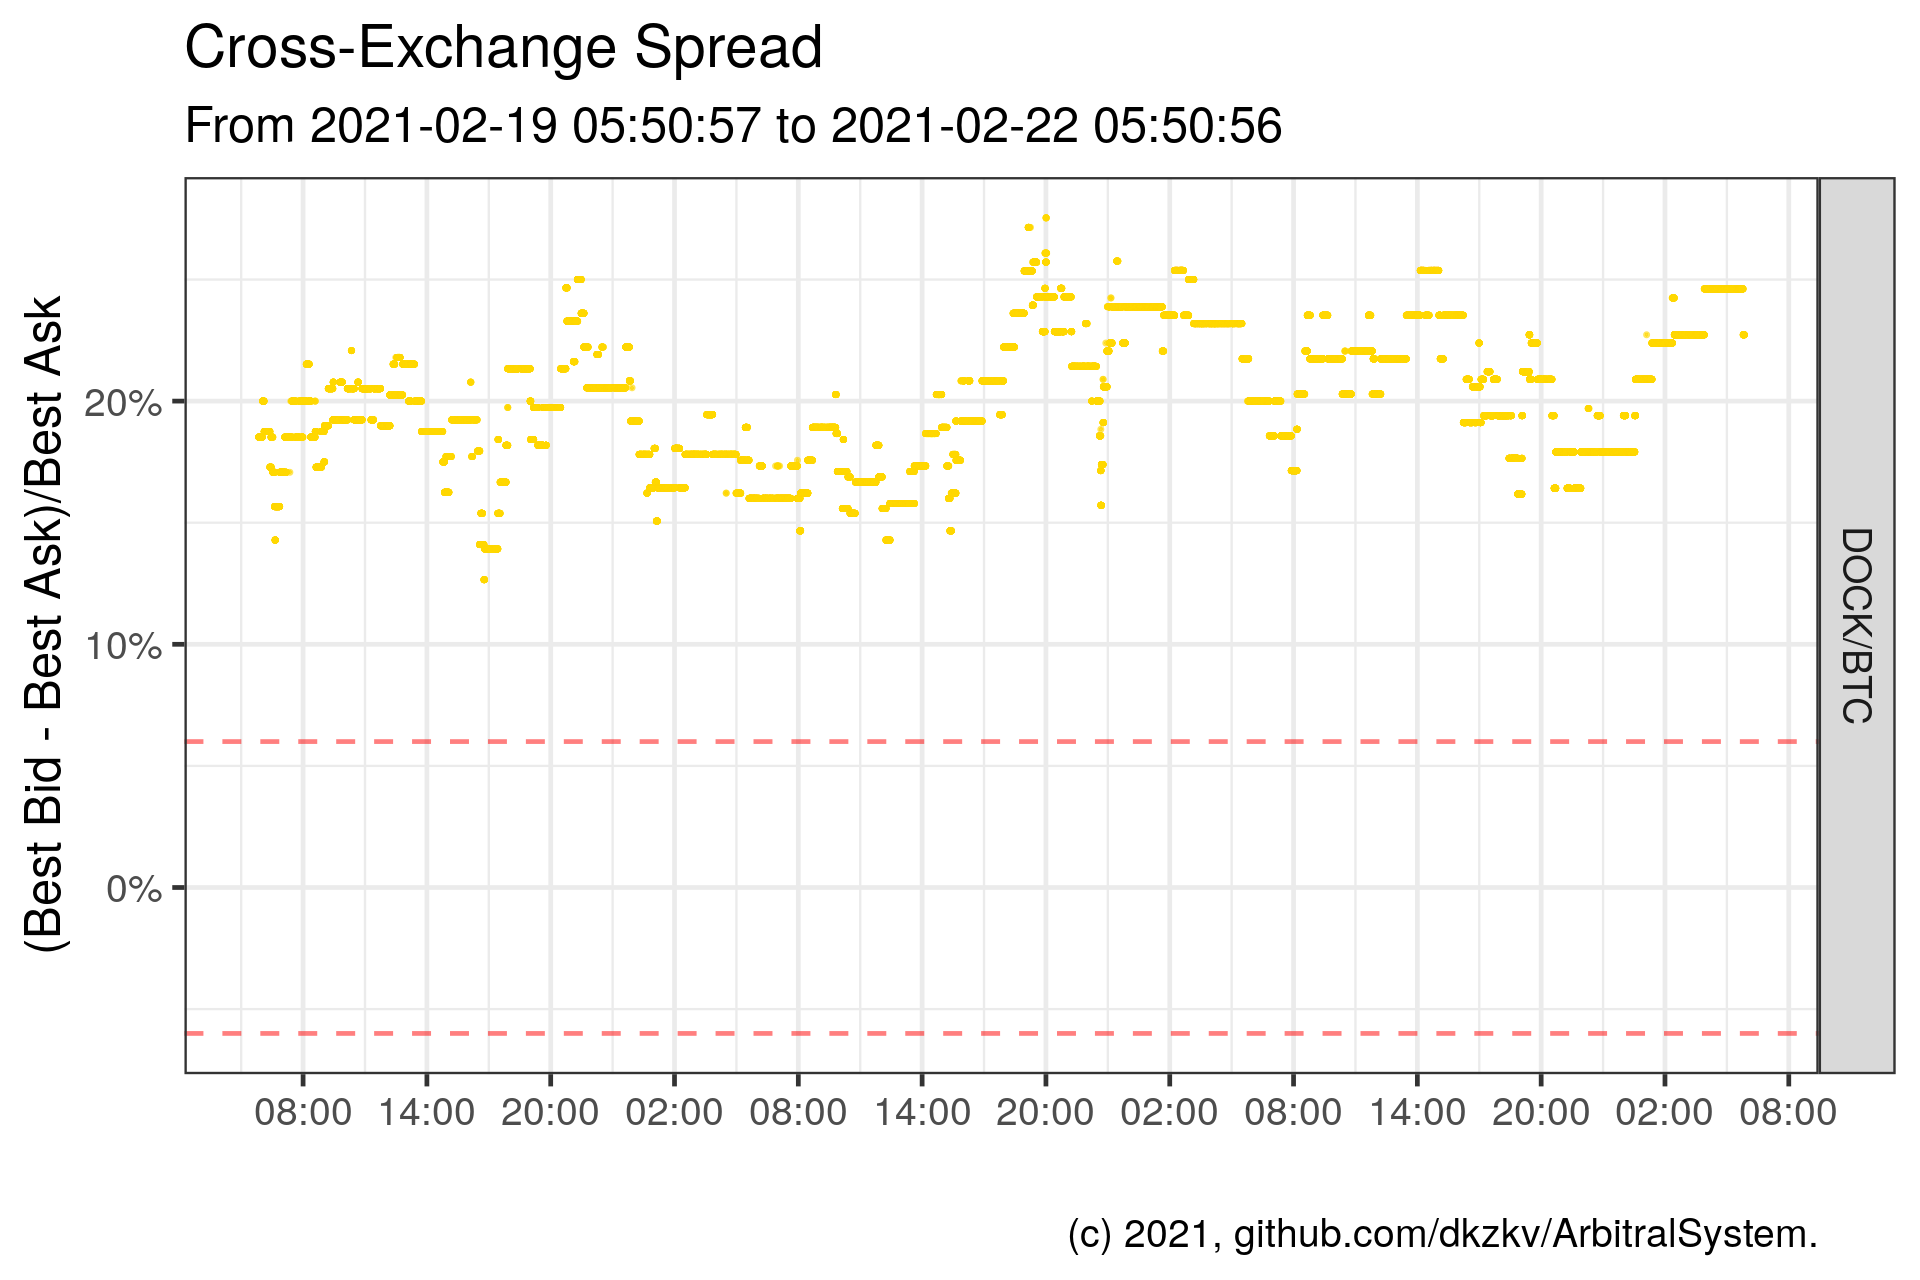 Cross-Exchange Spread
From 2021-02-19 05:50:57 to 2021-02-22 05:50:56
(Best Bid - Best Ask)/Best Ask
20%
10%
0%
DOCK/BTC
08:00 14:00 20:00 02:00 08:00 14:00 20:00 02:00 08:00 14:00 20:00 02:00 08:00
(c) 2021, github.com/dkzkv/ArbitralSystem.